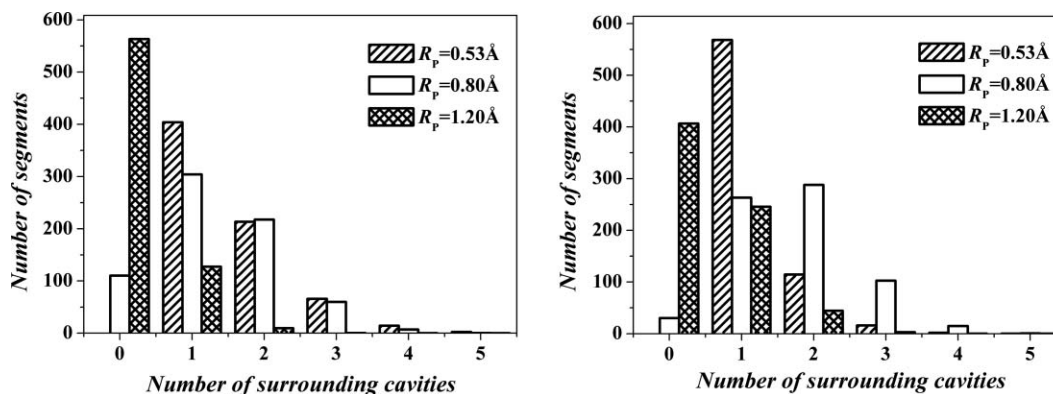 600
500
400
300
200
100
0
Number of segments
R_P=0.53Å
R_P=0.80Å
R_P=1.20Å
0 1 2 3 4 5
Number of surrounding cavities
600
500
400
300
200
100
0
Number of segments
R_P=0.53Å
R_P=0.80Å
R_P=1.20Å
0 1 2 3 4 5
Number of surrounding cavities